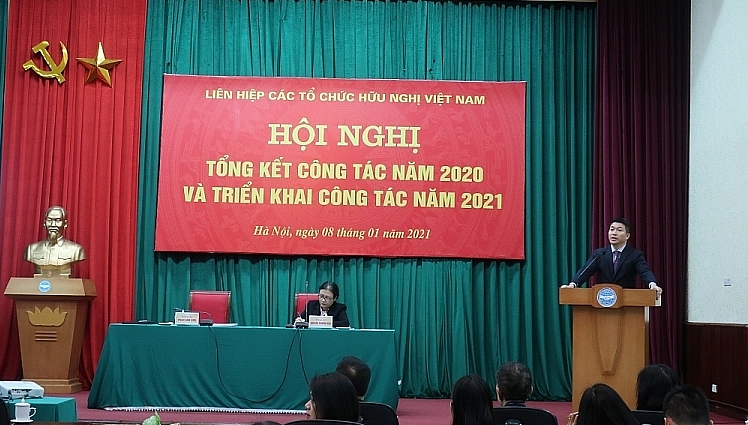 LIÊN HIỆP CÁC TỔ CHỨC HỮU NGHỊ VIỆT NAM
HỘI NGHỊ
TỔNG KẾT CÔNG TÁC NĂM 2020
VÀ TRIỂN KHAI CÔNG TÁC NĂM 2021
Hà Nội, ngày 08 tháng 01 năm 2021